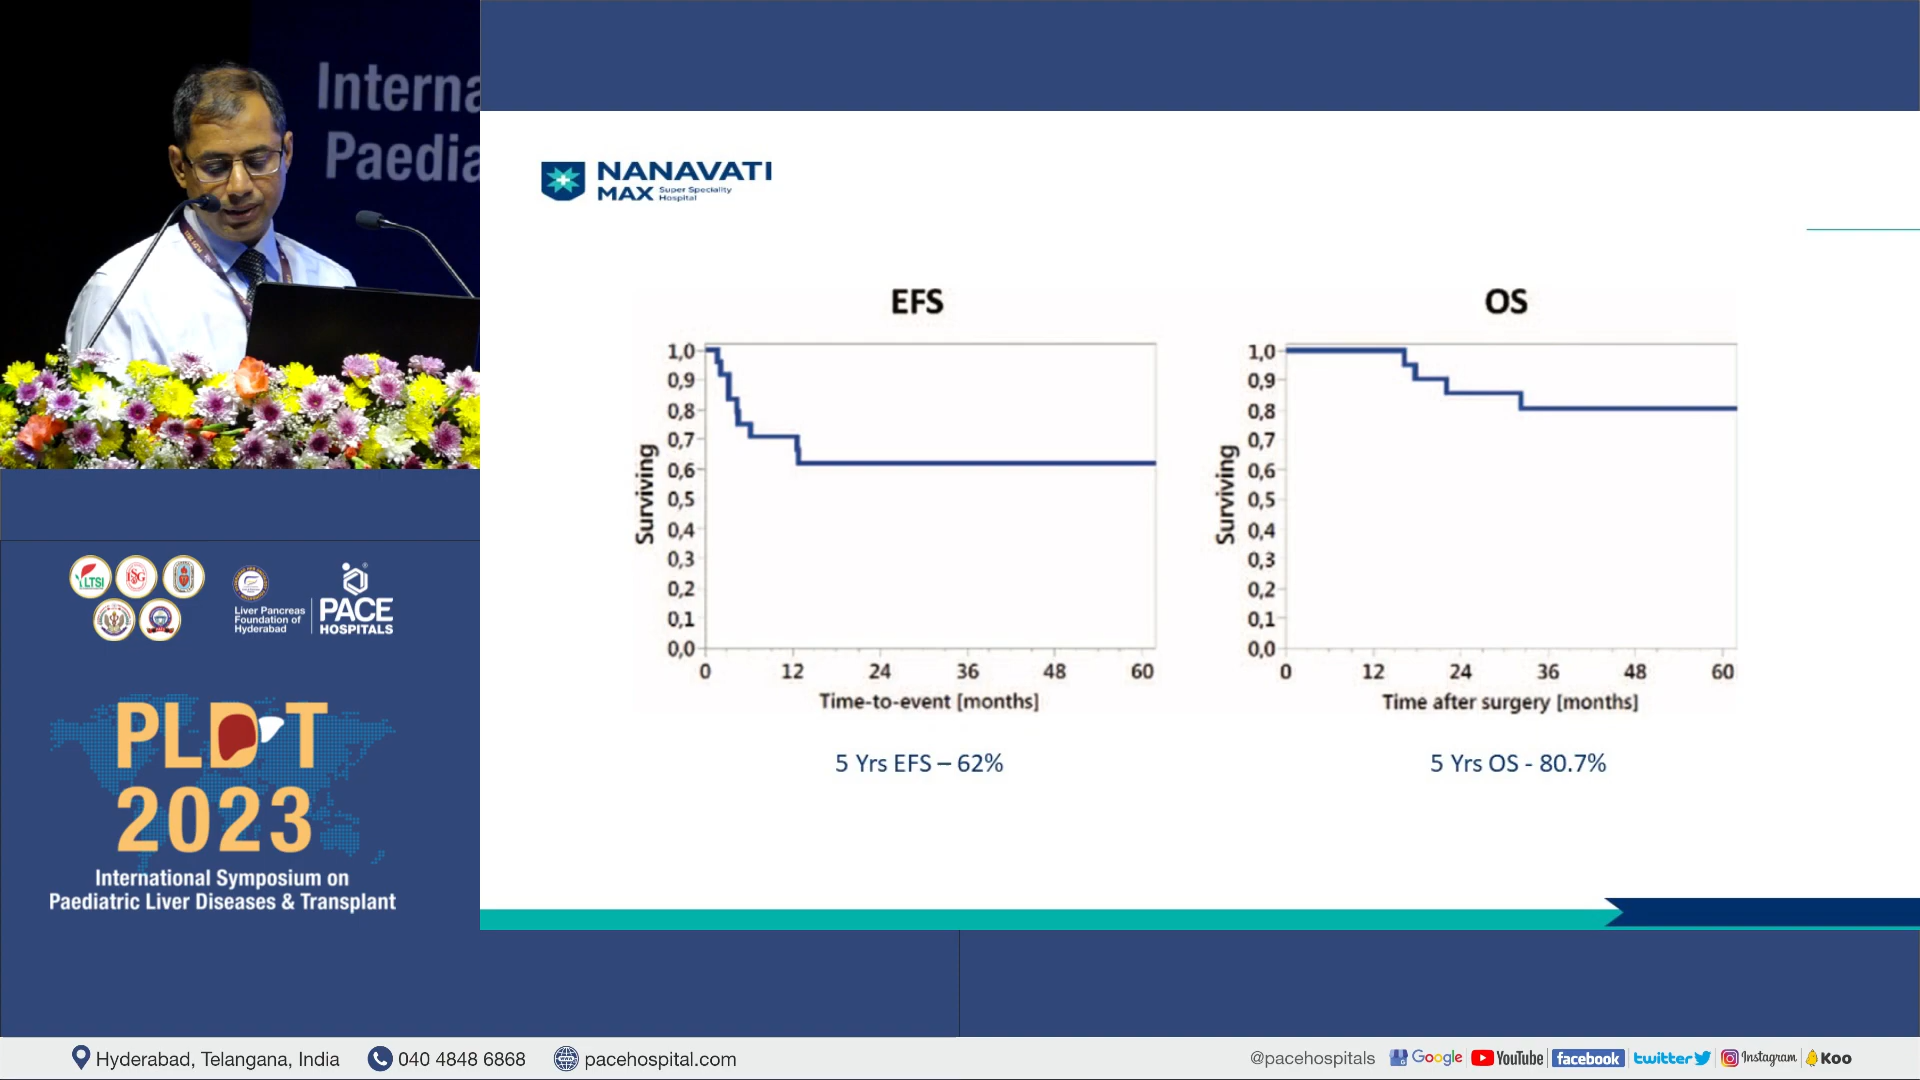 Interna
Paedia
NANAVATI
MAX Super Speciality
Hospital
EFS
1,0
0,9
0,8
0,7
0,6
0,5
0,4
0,3
0,2
0,1
0,0
Surviving
0 12 24 36 48 60
Time-to-event [months]
5 Yrs EFS – 62%
OS
1,0
0,9
0,8
0,7
0,6
0,5
0,4
0,3
0,2
0,1
0,0
Surviving
0 12 24 36 48 60
Time after surgery [months]
5 Yrs OS - 80.7%
LTSI
ISG
Liver Pancreas
Foundation of
Hyderabad
PACE
HOSPITALS
PLDT
2023
International Symposium on
Paediatric Liver Diseases & Transplant
Hyderabad, Telangana, India 040 4848 6868 pacehospital.com
@pacehospitals Google YouTube facebook twitter Instagram Koo